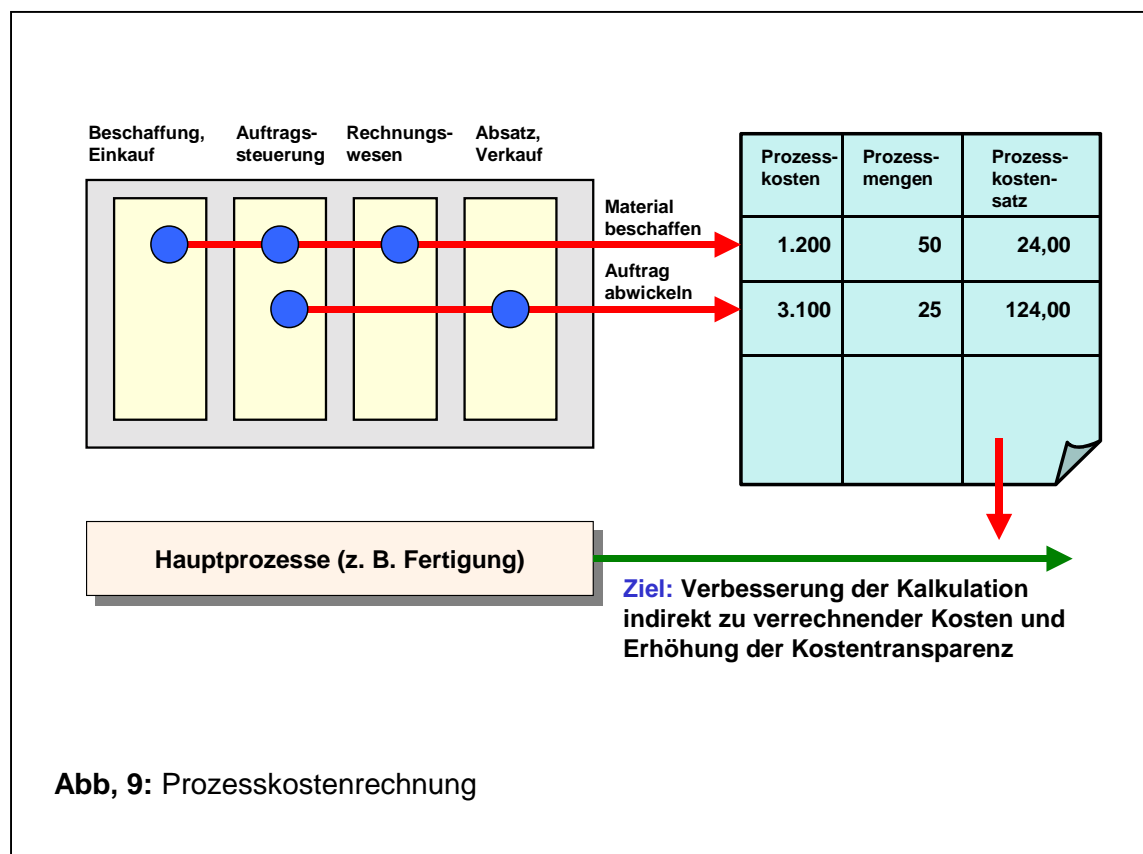 Beschaffung,
Einkauf
Auftrags-
steuerung
Rechnungs-
wesen
Absatz,
Verkauf
Material
beschaffen
Auftrag
abwickeln
Prozess-
kosten
Prozess-
mengen
Prozess-
kosten-
satz
1.200 50 24,00
3.100 25 124,00
Hauptprozesse (z. B. Fertigung)
Ziel: Verbesserung der Kalkulation
indirekt zu verrechnender Kosten und
Erhöhung der Kostentransparenz
Abb, 9: Prozesskostenrechnung